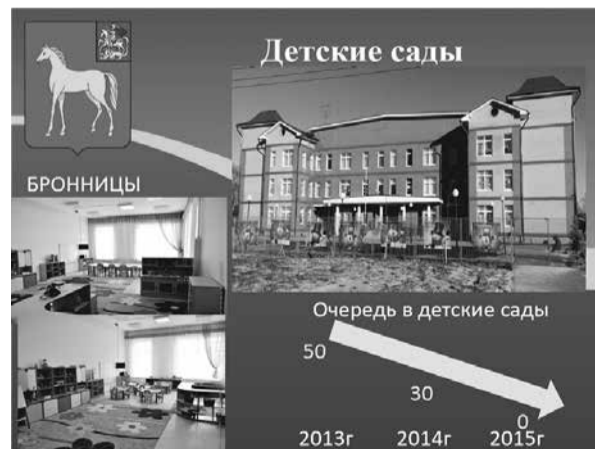 Детские сады
БРОННИЦЫ
Очередь в детские сады
50
30
0
2013г 2014г 2015г